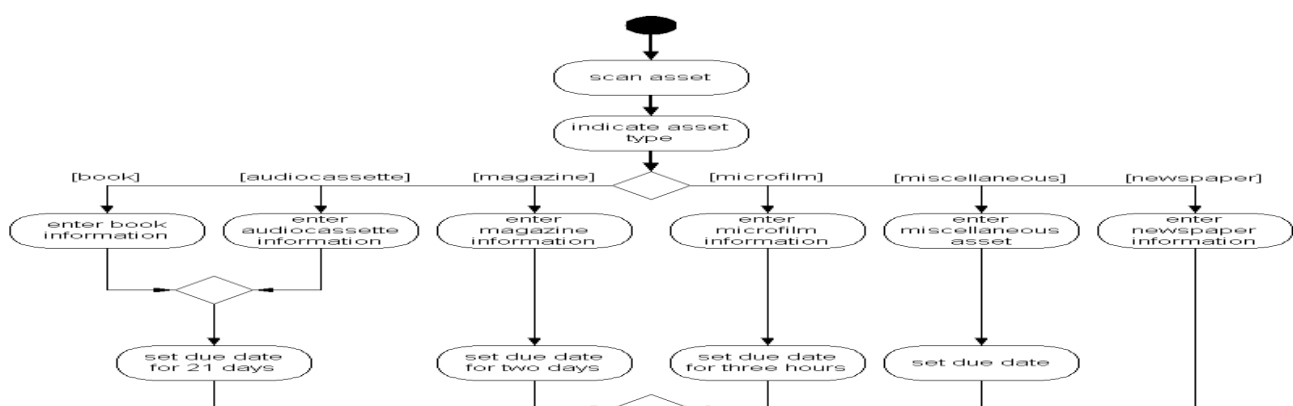 scan asset
indicate asset
type
[book]
[audiocassette]
[magazine]
[microfilm]
[miscellaneous]
[newspaper]
enter book
information
enter
audiocassette
information
enter
magazine
information
enter
microfilm
information
enter
miscellaneous
asset
enter
newspaper
information
set due date
for 21 days
set due date
for two days
set due date
for three hours
set due date